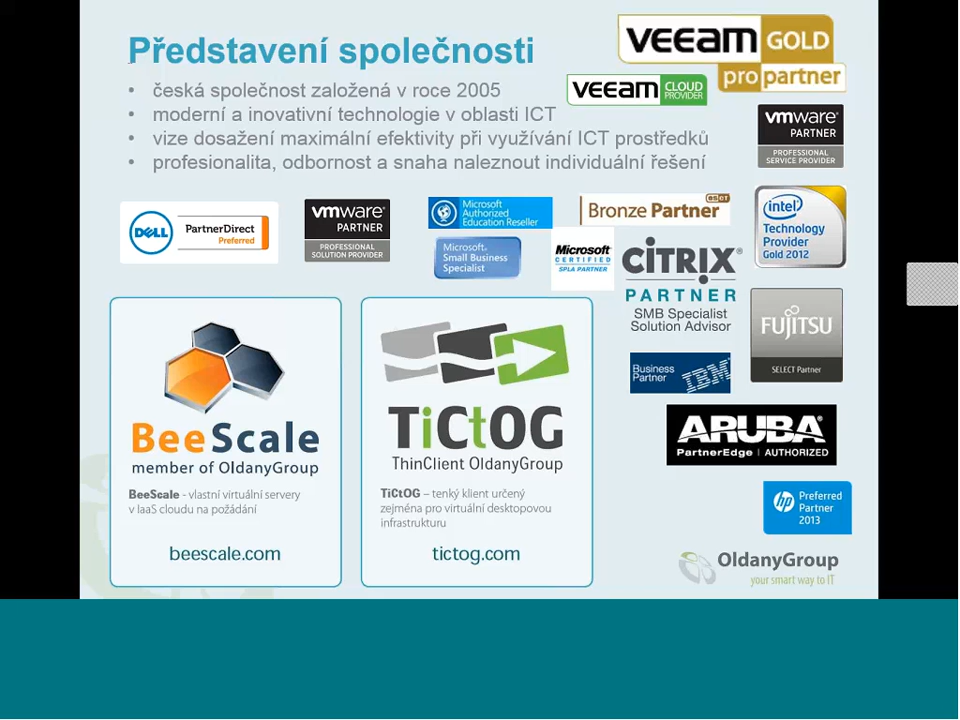 Představení společnosti
• česká společnost založená v roce 2005
• moderní a inovativní technologie v oblasti ICT
• vize dosažení maximální efektivity při využívání ICT prostředků
• profesionalita, odbornost a snaha naleznout individuální řešení
veeAM GOLD
propartner
veeAM CLOUD
PROVIDER
vmware®
PARTNER
PROFESSIONAL
SERVICE PROVIDER
DELL
PartnerDirect
Preferred
vmware®
PARTNER
PROFESSIONAL
SOLUTION PROVIDER
Microsoft
Authorized
Education Reseller
Microsoft®
Small Business
Specialist
Microsoft
CERTIFIED
SPLA PARTNER
eset
Bronze Partner
CİTRIX®
PARTNER
SMB Specialist
Solution Advisor
intel
Technology
Provider
Gold 2012
FUJITSU
SELECT Partner
Business
Partner
IBM
ARUBA
PartnerEdge | AUTHORIZED
hp
Preferred
Partner
2013
BeeScale
member of OldanyGroup
BeeScale - vlastní virtuální servery
v IaaS cloudu na požádání
beescale.com
TiCtOG
ThinClient OldanyGroup
TiCtOG – tenký klient určený
zejména pro virtuální desktopovou
infrastrukturu
tictog.com
OldanyGroup
your smart way to IT